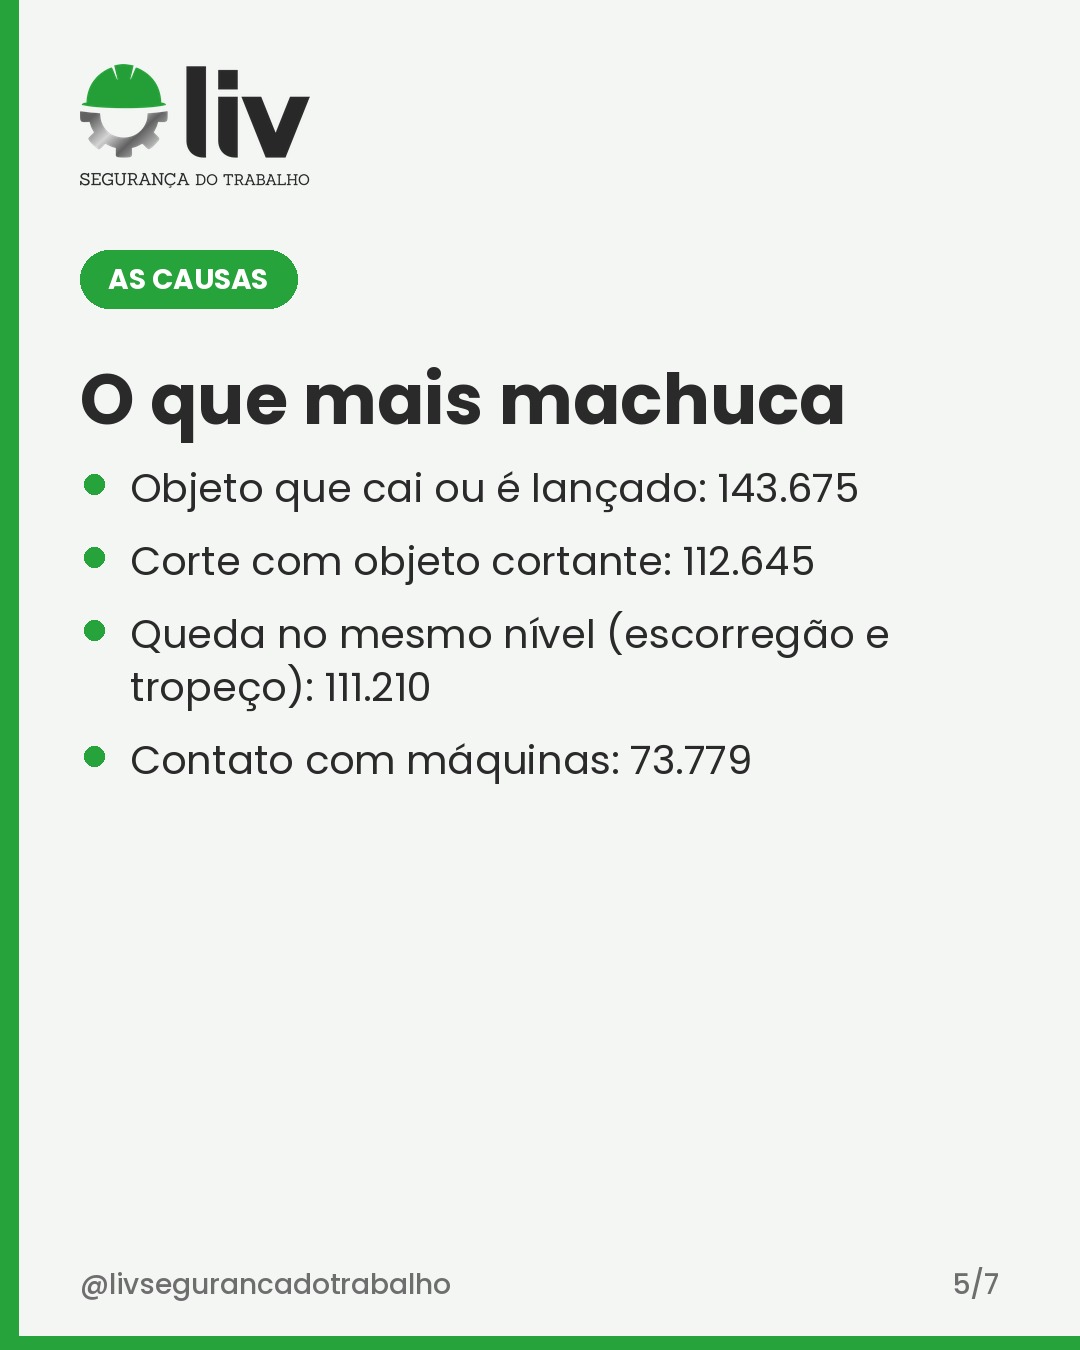 liv
SEGURANÇA DO TRABALHO
AS CAUSAS
O que mais machuca
Objeto que cai ou é lançado: 143.675
Corte com objeto cortante: 112.645
Queda no mesmo nível (escorregão e
tropeço): 111.210
Contato com máquinas: 73.779
@livsegurancadotrabalho
5/7